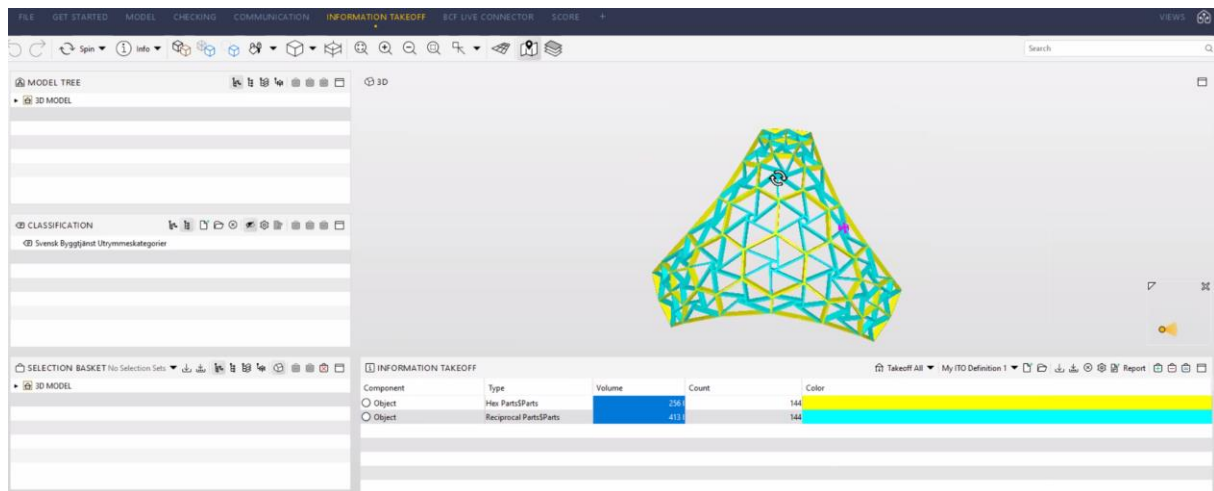 FILE GET STARTED MODEL CHECKING COMMUNICATION INFORMATION TAKEOFF BCF LIVE CONNECTOR SCORE + VIEWS
Spin Info Search
MODEL TREE
3D MODEL
3D
CLASSIFICATION
Svensk Byggtjänst Utrymmeskategorier
SELECTION BASKET No Selection Sets
3D MODEL
INFORMATION TAKEOFF Takeoff All My ITO Definition 1 Report
Component Type Volume Count Color
Object Hex Parts$Parts 256 l 144
Object Reciprocal Parts$Parts 413 l 144